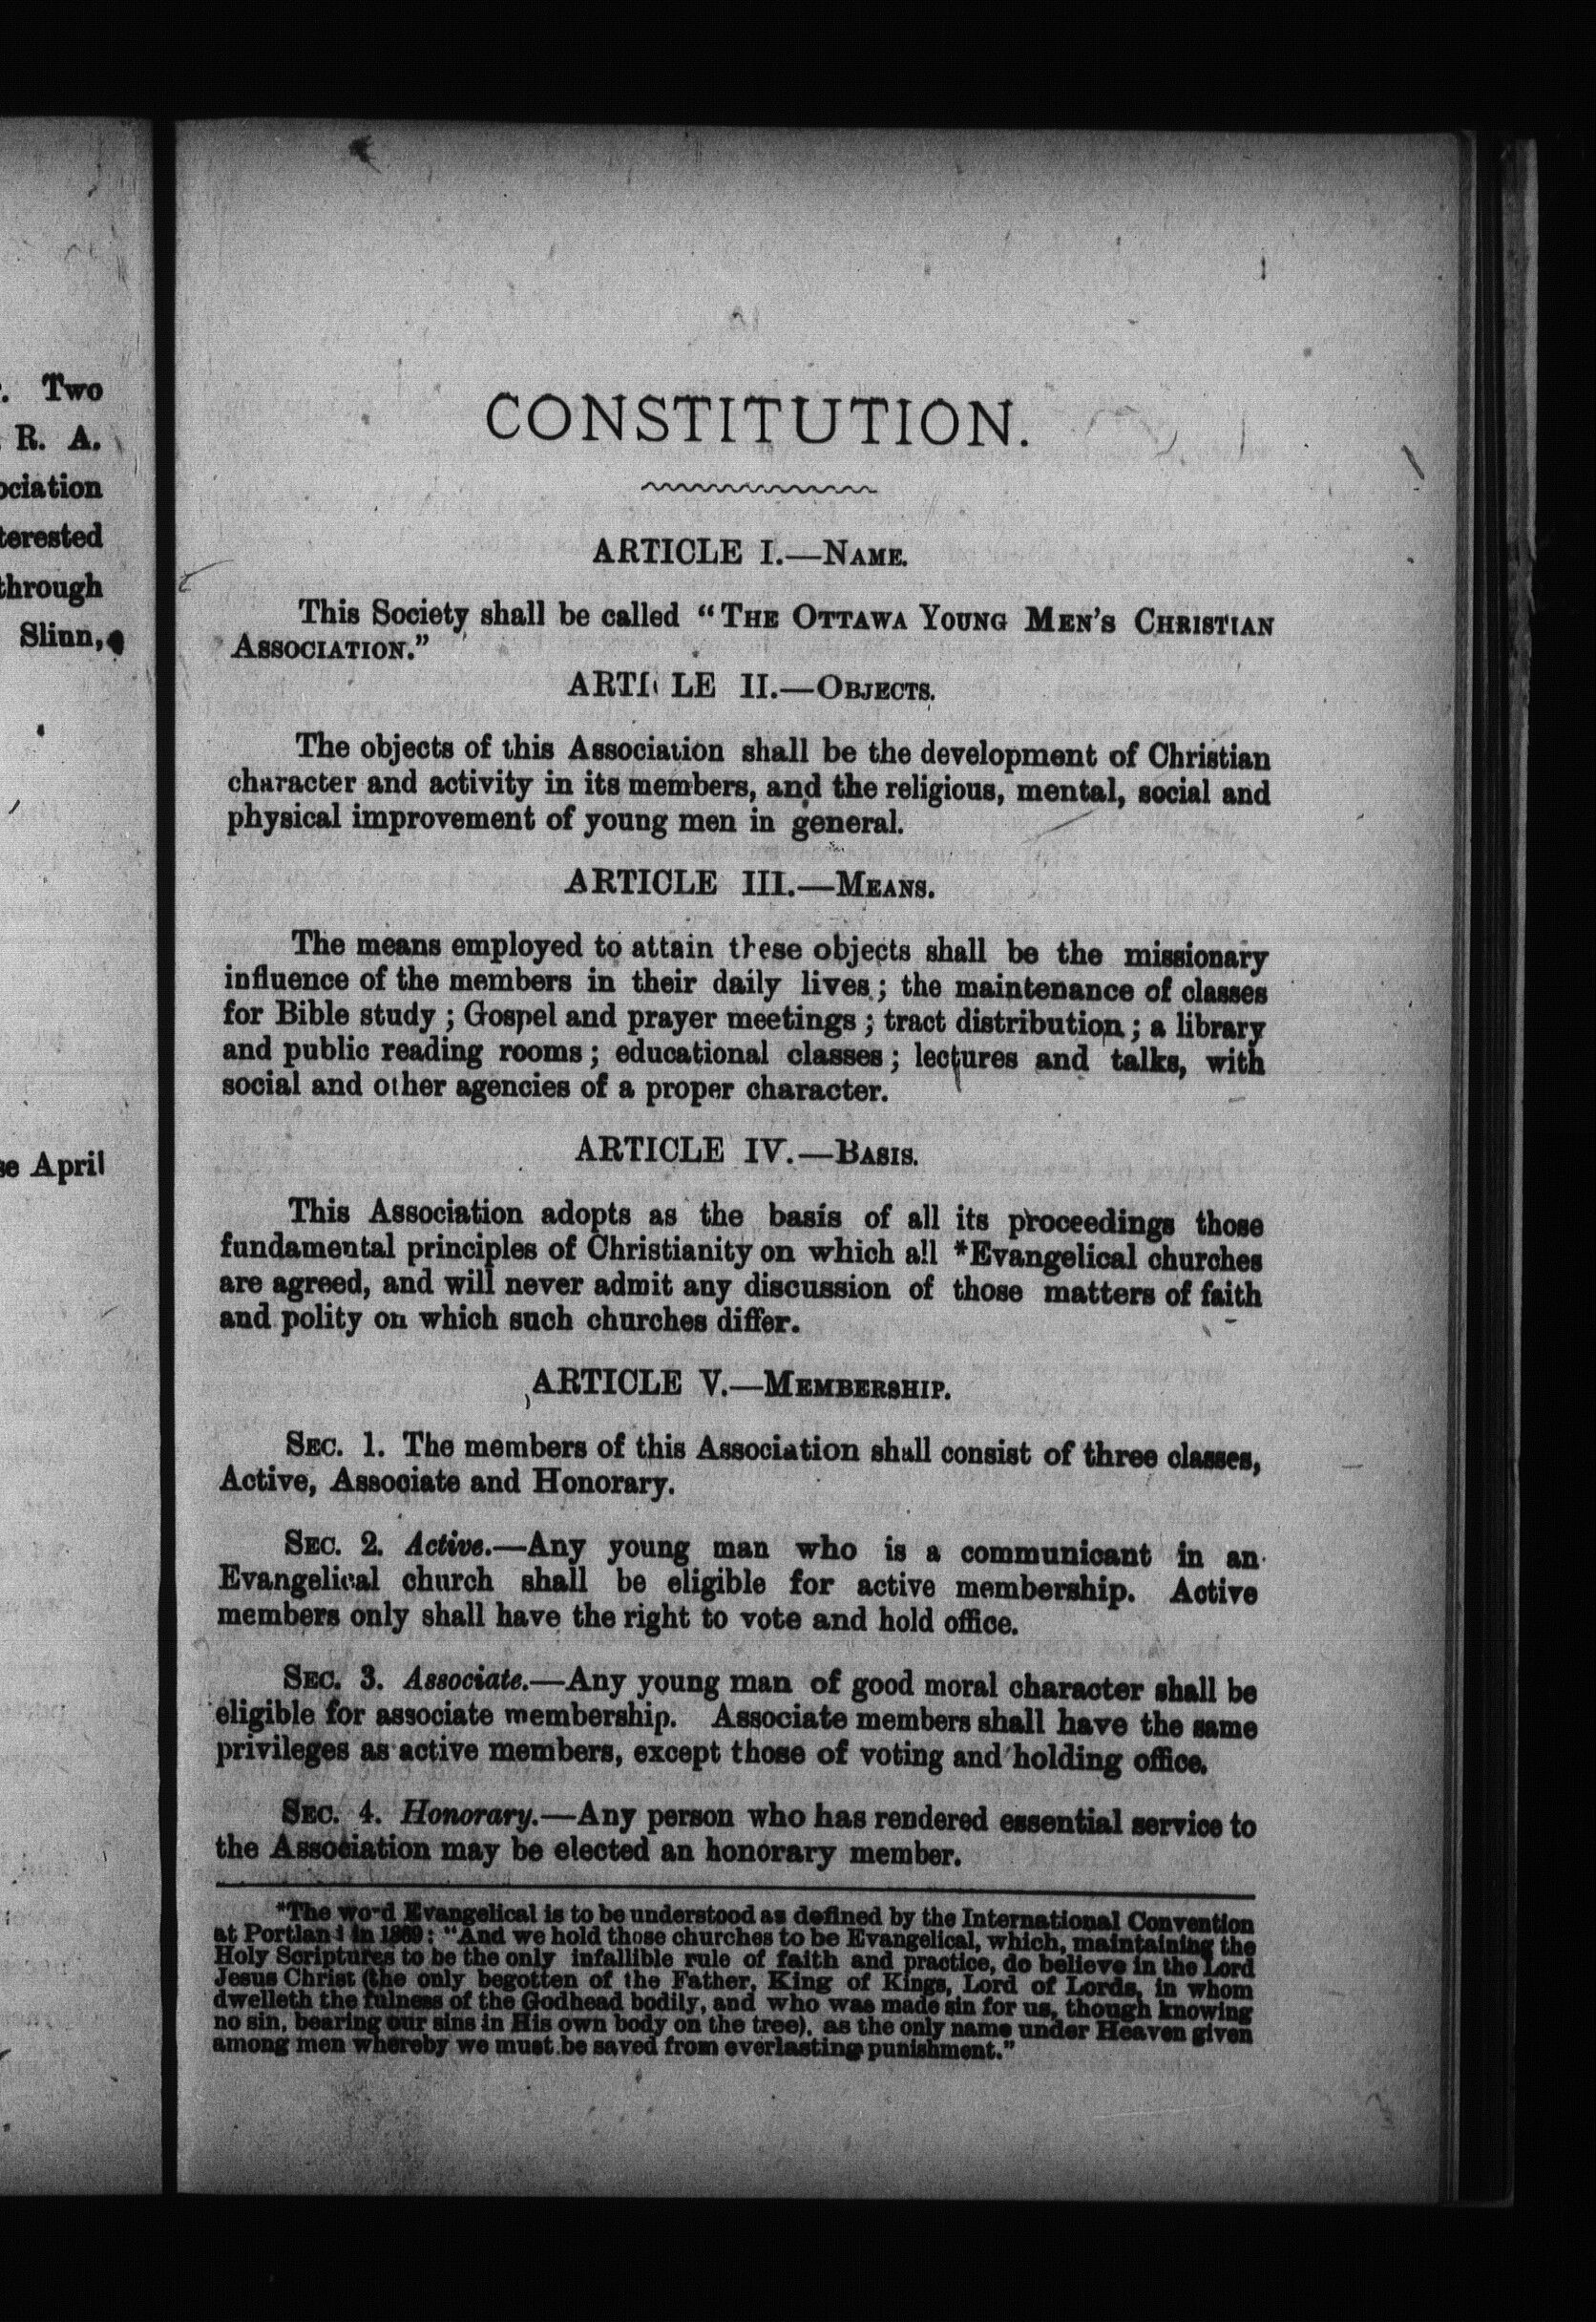 . Two
R. A.
ociation
terested
through
Slinn,
se April
CONSTITUTION.
ARTICLE I.—NAME.
This Society shall be called "THE OTTAWA YOUNG MEN'S CHRISTIAN
ASSOCIATION."
ARTICLE II.—OBJECTS.
The objects of this Association shall be the development of Christian
character and activity in its members, and the religious, mental, social and
physical improvement of young men in general.
ARTICLE III.—MEANS.
The means employed to attain these objects shall be the missionary
influence of the members in their daily lives; the maintenance of classes
for Bible study; Gospel and prayer meetings; tract distribution; a library
and public reading rooms; educational classes; lectures and talks, with
social and other agencies of a proper character.
ARTICLE IV.—BASIS.
This Association adopts as the basis of all its proceedings those
fundamental principles of Christianity on which all *Evangelical churches
are agreed, and will never admit any discussion of those matters of faith
and polity on which such churches differ.
ARTICLE V.—MEMBERSHIP.
SEC. 1. The members of this Association shall consist of three classes,
Active, Associate and Honorary.
SEC. 2. Active.—Any young man who is a communicant in an
Evangelical church shall be eligible for active membership. Active
members only shall have the right to vote and hold office.
SEC. 3. Associate.—Any young man of good moral character shall be
eligible for associate membership. Associate members shall have the same
privileges as active members, except those of voting and holding office.
SEC. 4. Honorary.—Any person who has rendered essential service to
the Association may be elected an honorary member.
*The word Evangelical is to be understood as defined by the International Convention
at Portland in 1869: "And we hold those churches to be Evangelical, which, maintaining the
Holy Scriptures to be the only infallible rule of faith and practice, do believe in the Lord
Jesus Christ (the only begotten of the Father, King of Kings, Lord of Lords, in whom
dwelleth the fulness of the Godhead bodily, and who was made sin for us, though knowing
no sin, bearing our sins in His own body on the tree), as the only name under Heaven given
among men whereby we must be saved from everlasting punishment."